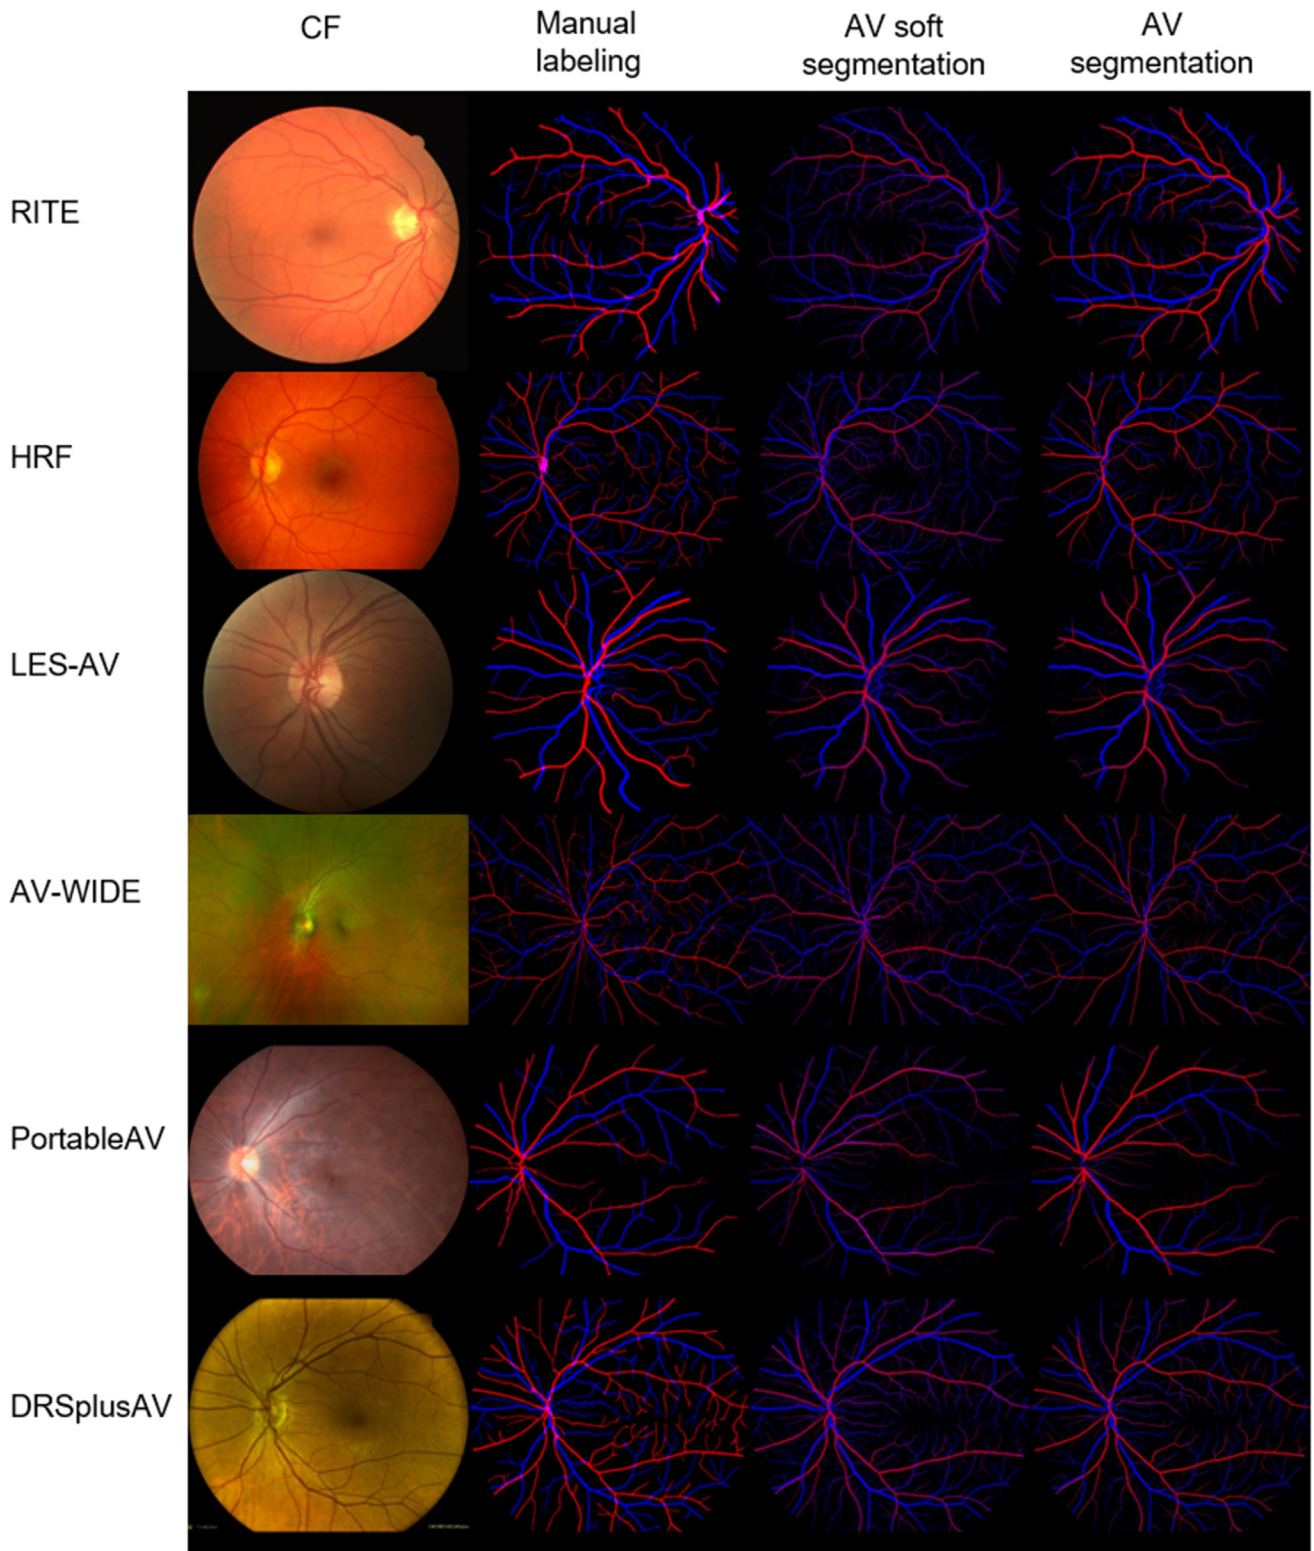 CF
Manual
labeling
AV soft
segmentation
AV
segmentation
RITE
HRF
LES-AV
AV-WIDE
PortableAV
DRSplusAV